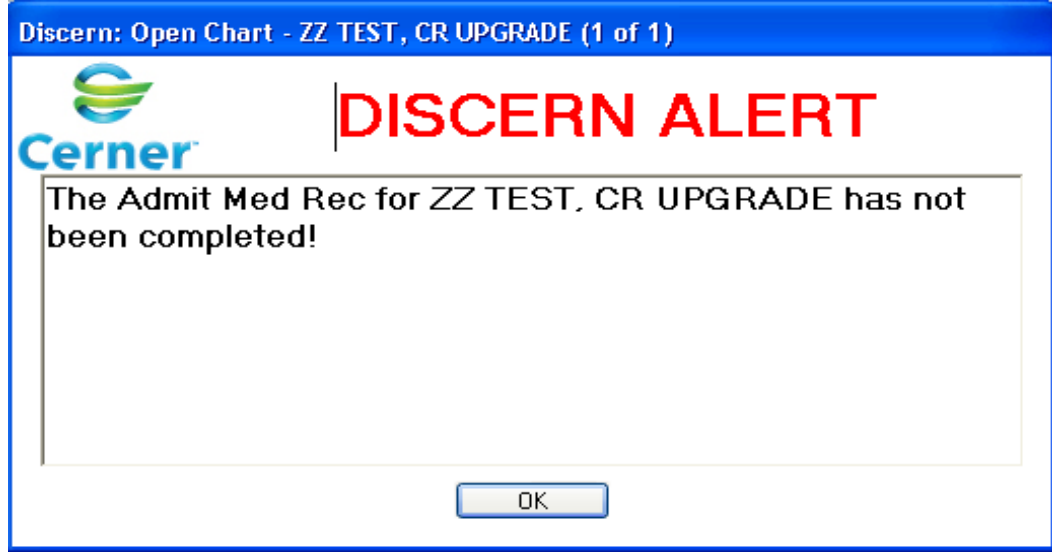 Discern: Open Chart - ZZ TEST, CR UPGRADE (1 of 1)
Cerner™
DISCERN ALERT
The Admit Med Rec for ZZ TEST, CR UPGRADE has not
been completed!
OK